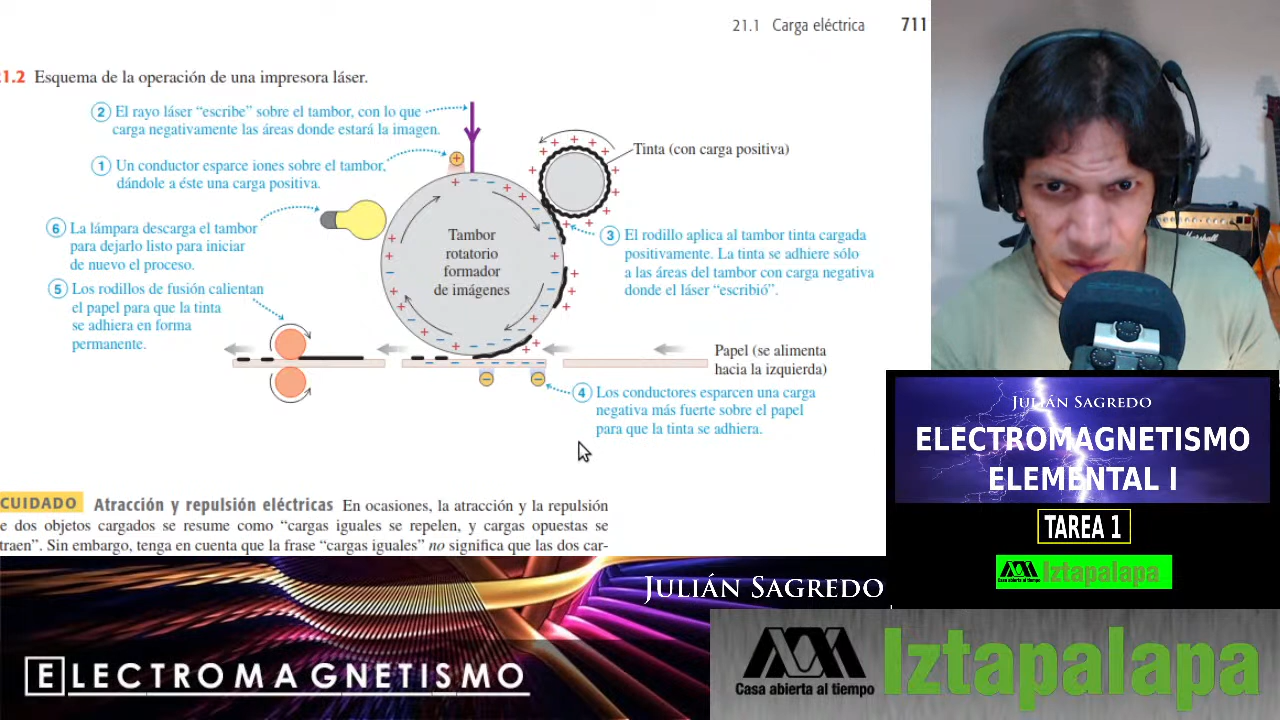 21.1 Carga eléctrica 711
1.2 Esquema de la operación de una impresora láser.
2 El rayo láser “escribe” sobre el tambor, con lo que
carga negativamente las áreas donde estará la imagen.
1 Un conductor esparce iones sobre el tambor,
dándole a éste una carga positiva.
6 La lámpara descarga el tambor
para dejarlo listo para iniciar
de nuevo el proceso.
5 Los rodillos de fusión calientan
el papel para que la tinta
se adhiera en forma
permanente.
Tambor
rotatorio
formador
de imágenes
Tinta (con carga positiva)
3 El rodillo aplica al tambor tinta cargada
positivamente. La tinta se adhiere sólo
a las áreas del tambor con carga negativa
donde el láser “escribió”.
Papel (se alimenta
hacia la izquierda)
4 Los conductores esparcen una carga
negativa más fuerte sobre el papel
para que la tinta se adhiera.
CUIDADO Atracción y repulsión eléctricas En ocasiones, la atracción y la repulsión
e dos objetos cargados se resume como “cargas iguales se repelen, y cargas opuestas se
traen”. Sin embargo, tenga en cuenta que la frase “cargas iguales” no significa que las dos car-
Marshall
JULIÁN SAGREDO
ELECTROMAGNETISMO
ELEMENTAL I
TAREA 1
Casa abierta al tiempo Iztapalapa
JULIÁN SAGREDO
ELECTROMAGNETISMO
Casa abierta al tiempo Iztapalapa